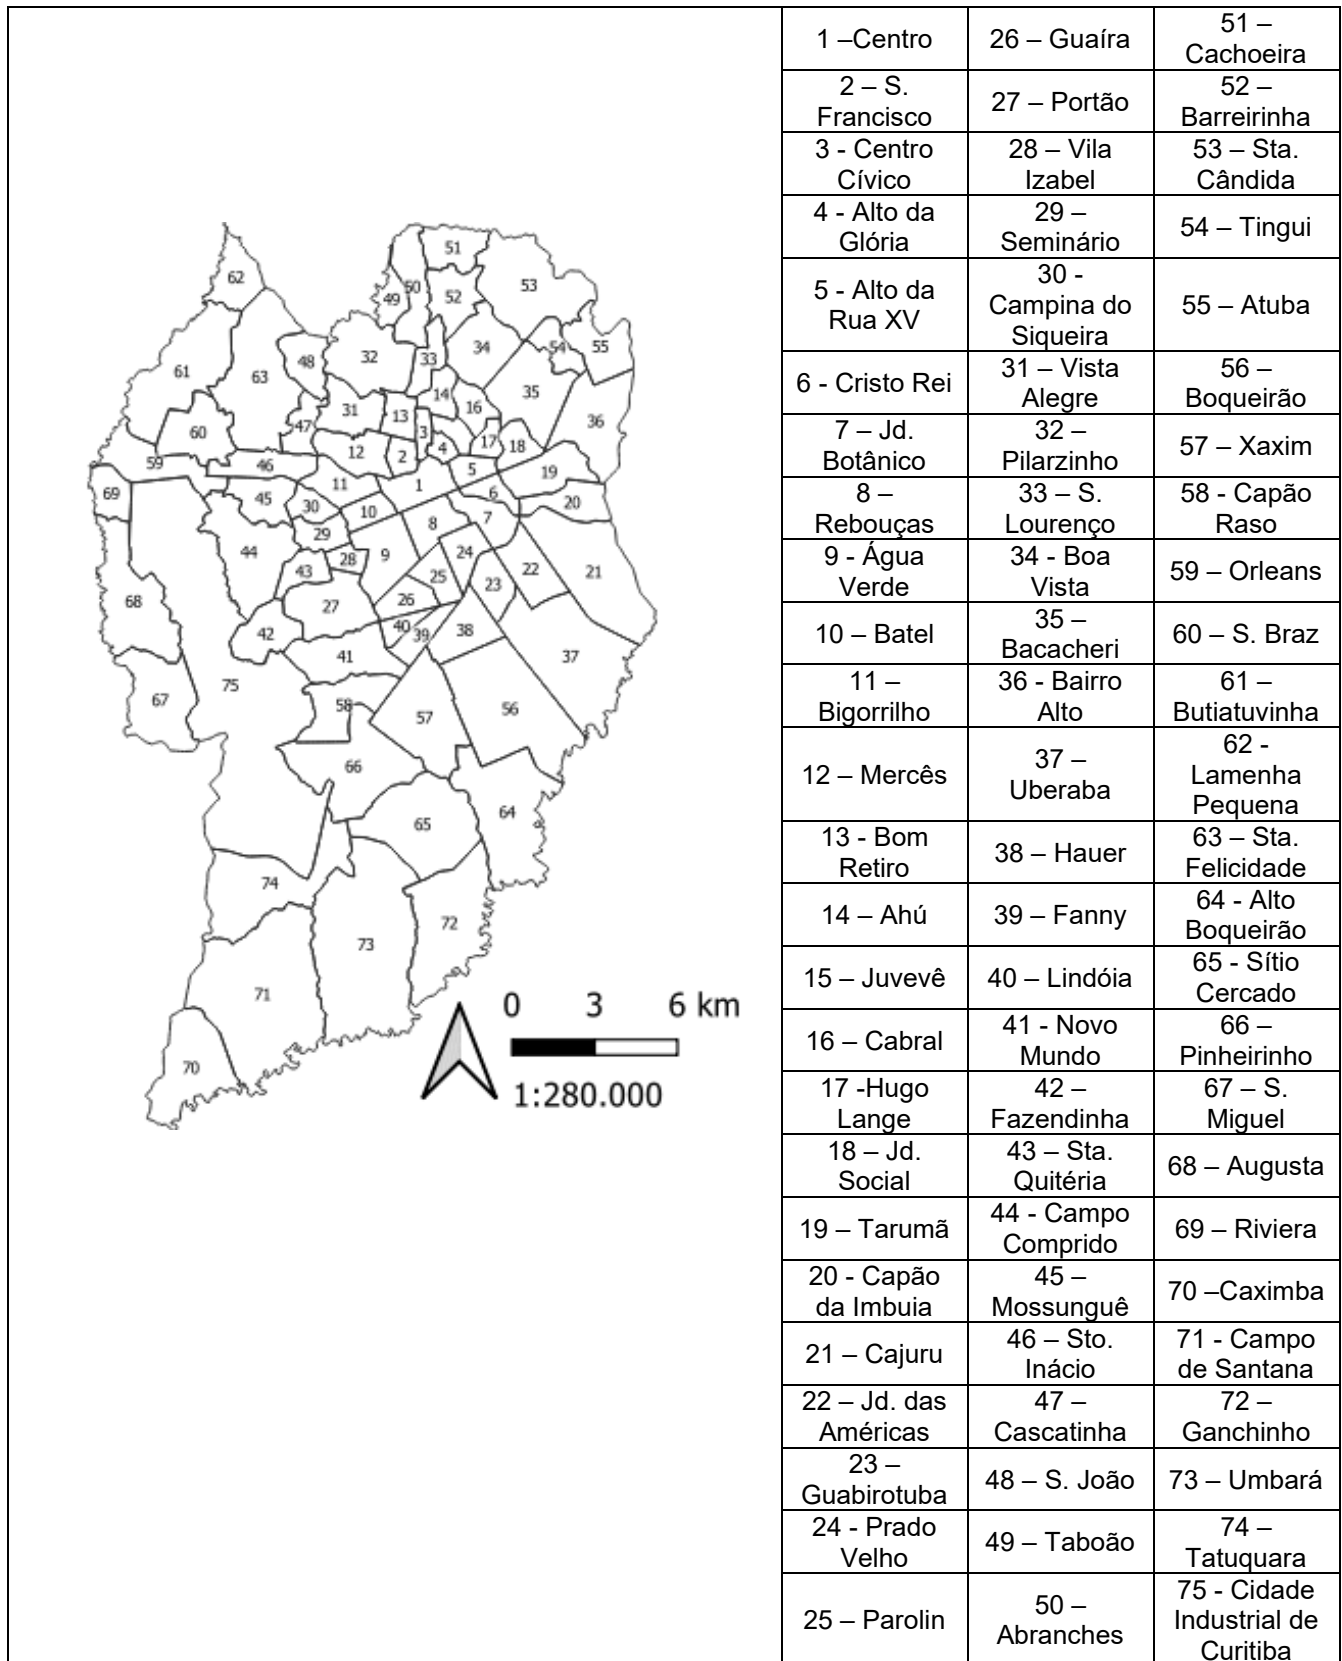 51
62
50
53
49
52
54
55
32
33
34
48
61
63
35
14
47
31
13
16
36
60
3
17
18
12
2
4
59
46
5
19
69
45
11
1
6
20
30
10
7
8
29
44
28
9
24
43
25
22
21
23
68
27
26
42
40
39
38
41
37
67
75
58
57
56
66
64
65
74
72
73
71
70
0 3 6 km
1:280.000
1 –Centro
26 – Guaíra
51 –
Cachoeira
2 – S.
Francisco
27 – Portão
52 –
Barreirinha
3 - Centro
Cívico
28 – Vila
Izabel
53 – Sta.
Cândida
4 - Alto da
Glória
29 –
Seminário
54 – Tingui
5 - Alto da
Rua XV
30 -
Campina do
Siqueira
55 – Atuba
6 - Cristo Rei
31 – Vista
Alegre
56 –
Boqueirão
7 – Jd.
Botânico
32 –
Pilarzinho
57 – Xaxim
8 –
Rebouças
33 – S.
Lourenço
58 - Capão
Raso
9 - Água
Verde
34 - Boa
Vista
59 – Orleans
10 – Batel
35 –
Bacacheri
60 – S. Braz
11 –
Bigorrilho
36 - Bairro
Alto
61 –
Butiatuvinha
12 – Mercês
37 –
Uberaba
62 -
Lamenha
Pequena
13 - Bom
Retiro
38 – Hauer
63 – Sta.
Felicidade
14 – Ahú
39 – Fanny
64 - Alto
Boqueirão
15 – Juvevê
40 – Lindóia
65 - Sítio
Cercado
16 – Cabral
41 - Novo
Mundo
66 –
Pinheirinho
17 -Hugo
Lange
42 –
Fazendinha
67 – S.
Miguel
18 – Jd.
Social
43 – Sta.
Quitéria
68 – Augusta
19 – Tarumã
44 - Campo
Comprido
69 – Riviera
20 - Capão
da Imbuia
45 –
Mossunguê
70 –Caximba
21 – Cajuru
46 – Sto.
Inácio
71 - Campo
de Santana
22 – Jd. das
Américas
47 –
Cascatinha
72 –
Ganchinho
23 –
Guabirotuba
48 – S. João
73 – Umbará
24 - Prado
Velho
49 – Taboão
74 –
Tatuquara
25 – Parolin
50 –
Abranches
75 - Cidade
Industrial de
Curitiba